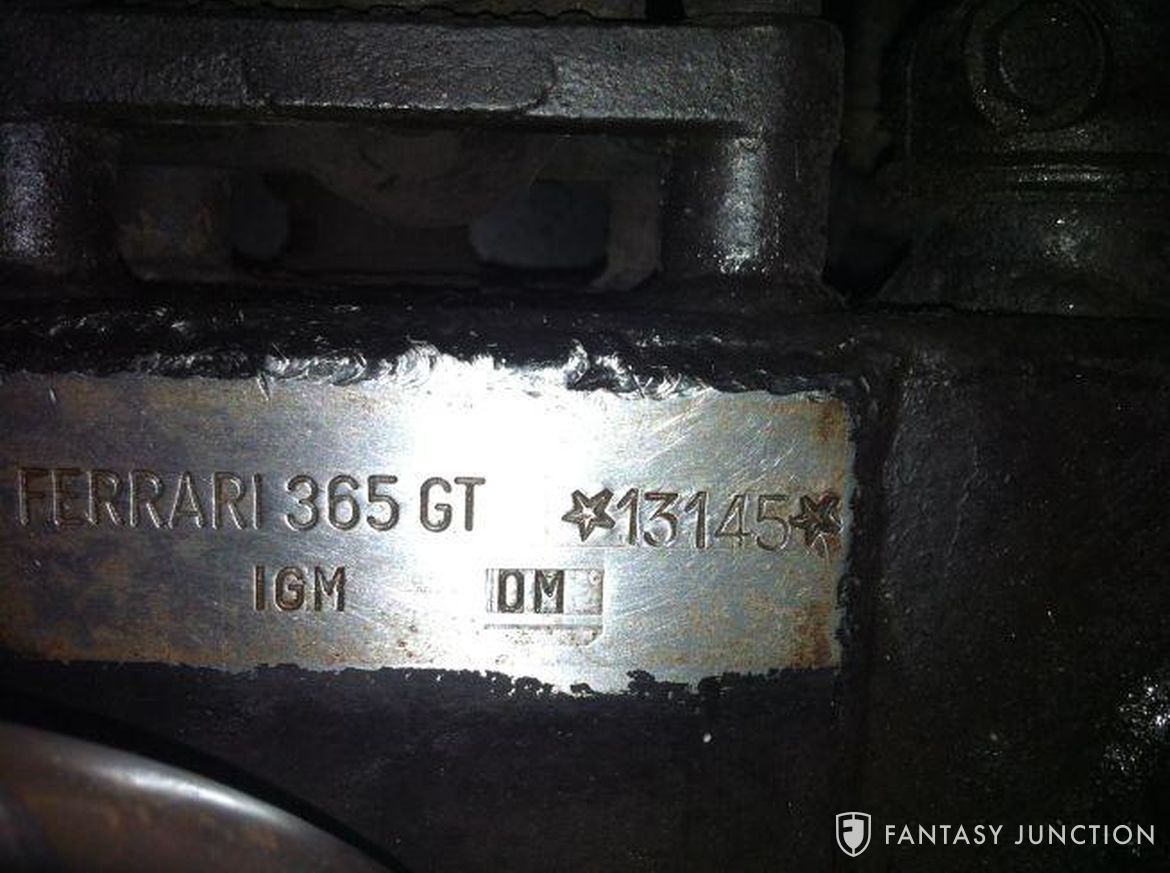 FERRARI 365 GT ☆13145☆
IGM DM
FANTASY JUNCTION